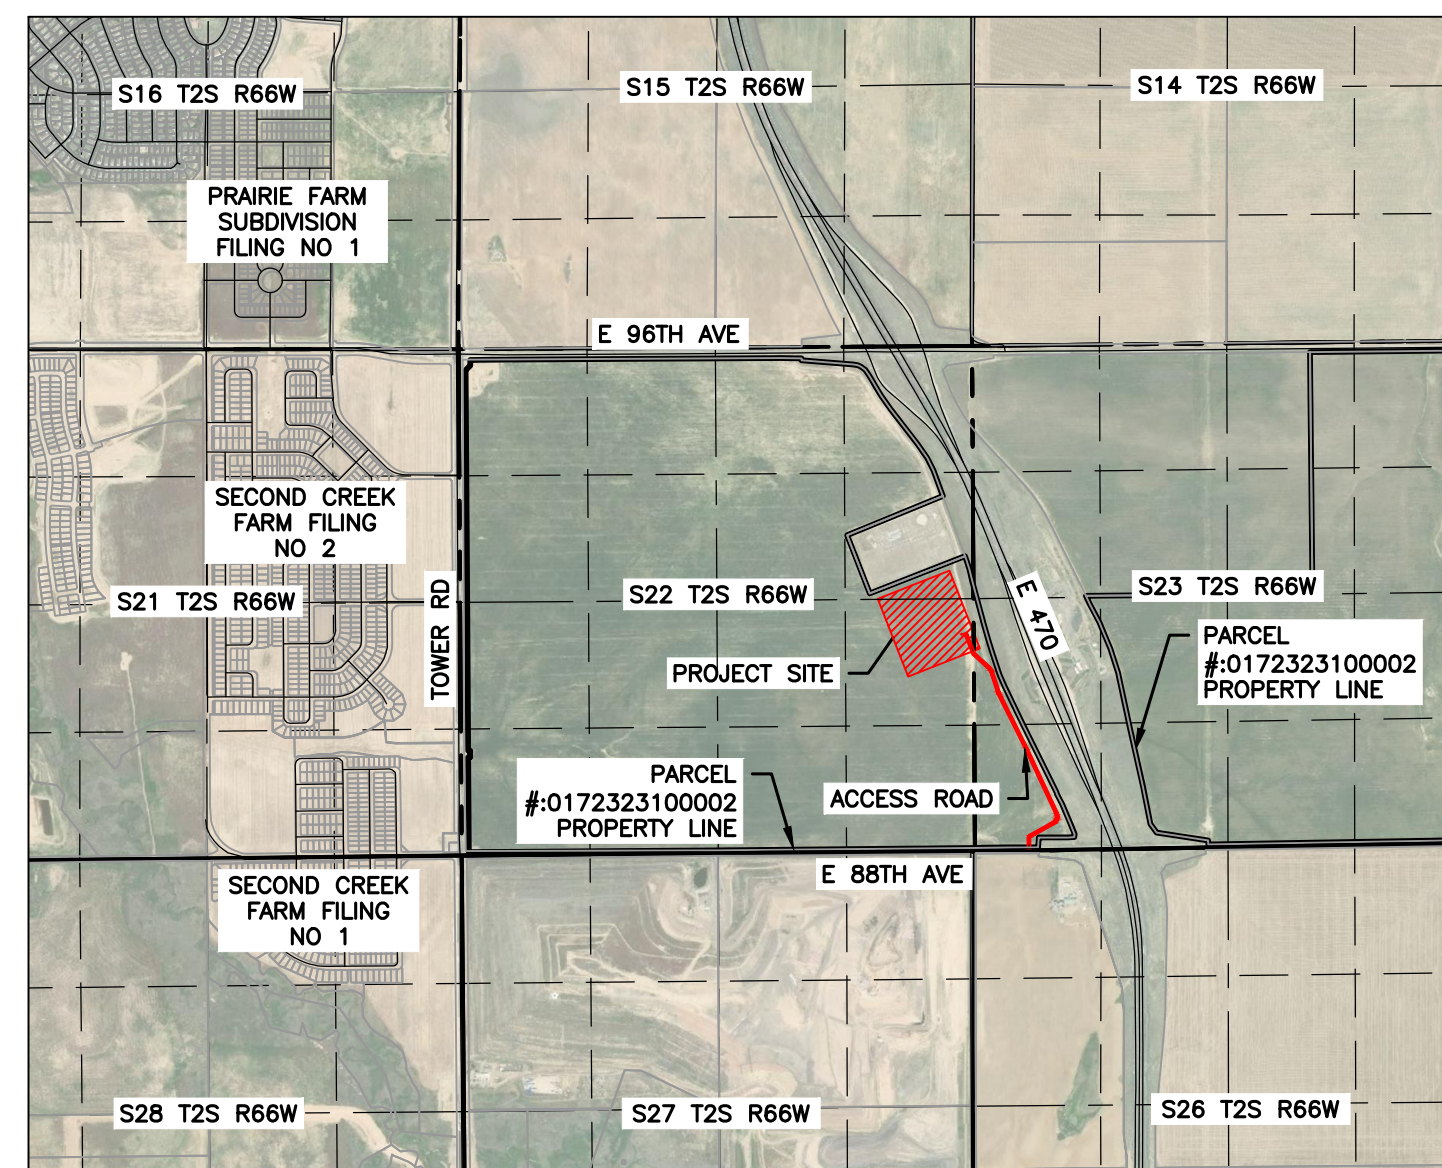 S16 T2S R66W
S15 T2S R66W
S14 T2S R66W
PRAIRIE FARM
SUBDIVISION
FILING NO 1
E 96TH AVE
SECOND CREEK
FARM FILING
NO 2
S21 T2S R66W
TOWER RD
S22 T2S R66W
E 470
S23 T2S R66W
PROJECT SITE
PARCEL
#:0172323100002
PROPERTY LINE
PARCEL
#:0172323100002
PROPERTY LINE
ACCESS ROAD
E 88TH AVE
SECOND CREEK
FARM FILING
NO 1
S28 T2S R66W
S27 T2S R66W
S26 T2S R66W